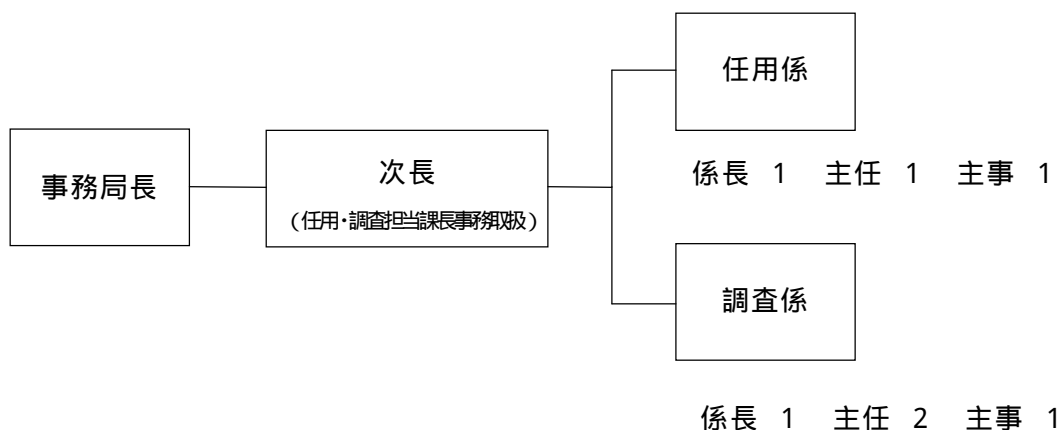 事務局長
次長
（任用・調査担当課長事務取扱）
任用係
係長 1 主任 1 主事 1
調査係
係長 1 主任 2 主事 1